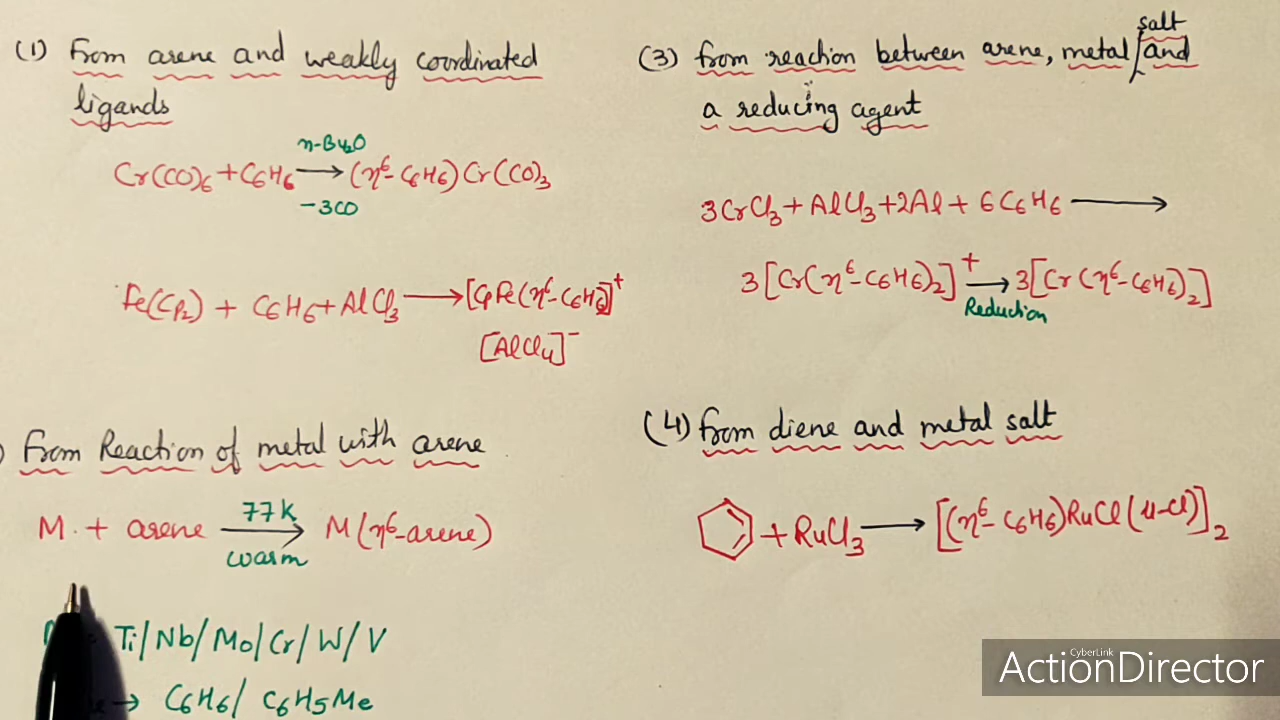 (1) From arene and weakly coordinated
ligands
n-Bu2O
Cr(CO)6 + C6H6 → (η6-C6H6) Cr(CO)3
-3CO
Fe(Cp2) + C6H6 + AlCl3 → [CpFe(η6-C6H6)]+
[AlCl4]-
) From Reaction of metal with arene
77K
M + arene → M(η6-arene)
warm
Ti/Nb/Mo/Cr/W/V
→ C6H6/ C6H5Me
salt
(3) from reaction between arene, metal and
a reducing agent
3CrCl3 + AlCl3 + 2Al + 6C6H6 →
3[Cr(η6-C6H6)2]+ → 3[Cr(η6-C6H6)2]
Reduction
(4) from diene and metal salt
+ RuCl3 → [(η6-C6H6)RuCl(μ-Cl)]2
CyberLink
ActionDirector